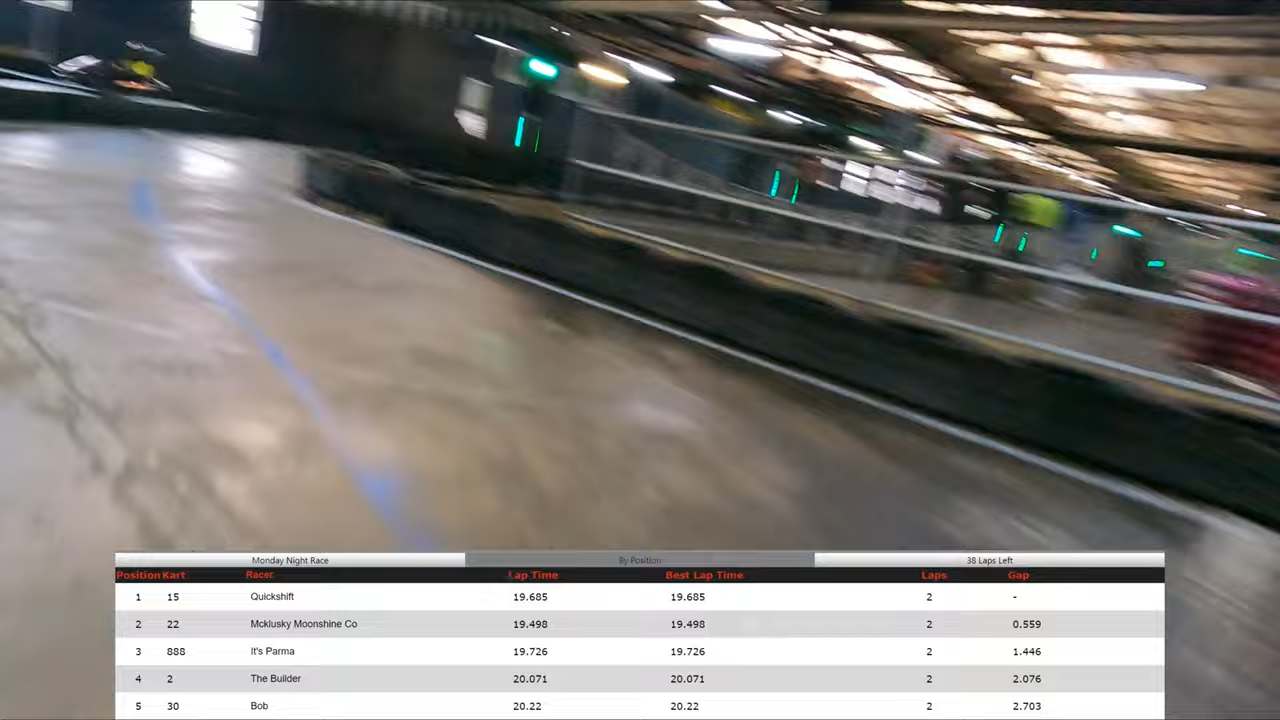 Monday Night Race By Position 38 Laps Left
Position Kart Racer Lap Time Best Lap Time Laps Gap
1 15 Quickshift 19.685 19.685 2 -
2 22 Mcklusky Moonshine Co 19.498 19.498 2 0.559
3 888 It's Parma 19.726 19.726 2 1.446
4 2 The Builder 20.071 20.071 2 2.076
5 30 Bob 20.22 20.22 2 2.703